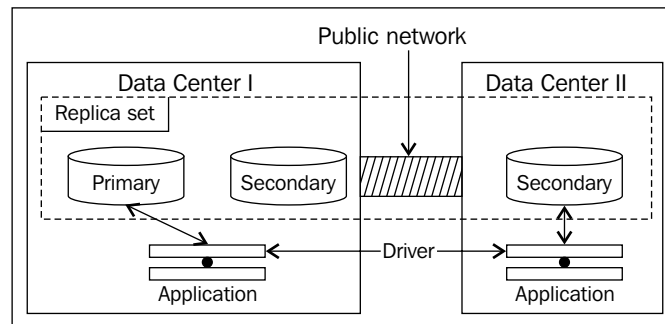 Public network
Data Center I
Data Center II
Replica set
Primary
Secondary
Secondary
Driver
Application
Application